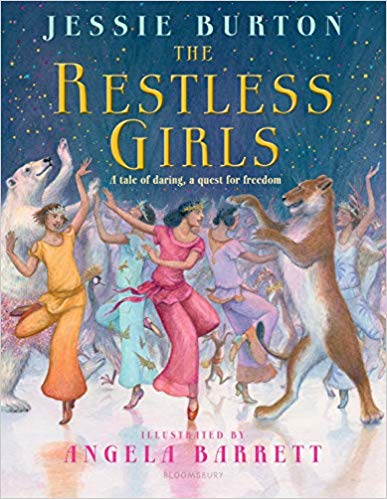 JESSIE BURTON
THE
RESTLESS
GIRLS
A tale of daring, a quest for freedom
ILLUSTRATED BY
ANGELA BARRETT
BLOOMSBURY